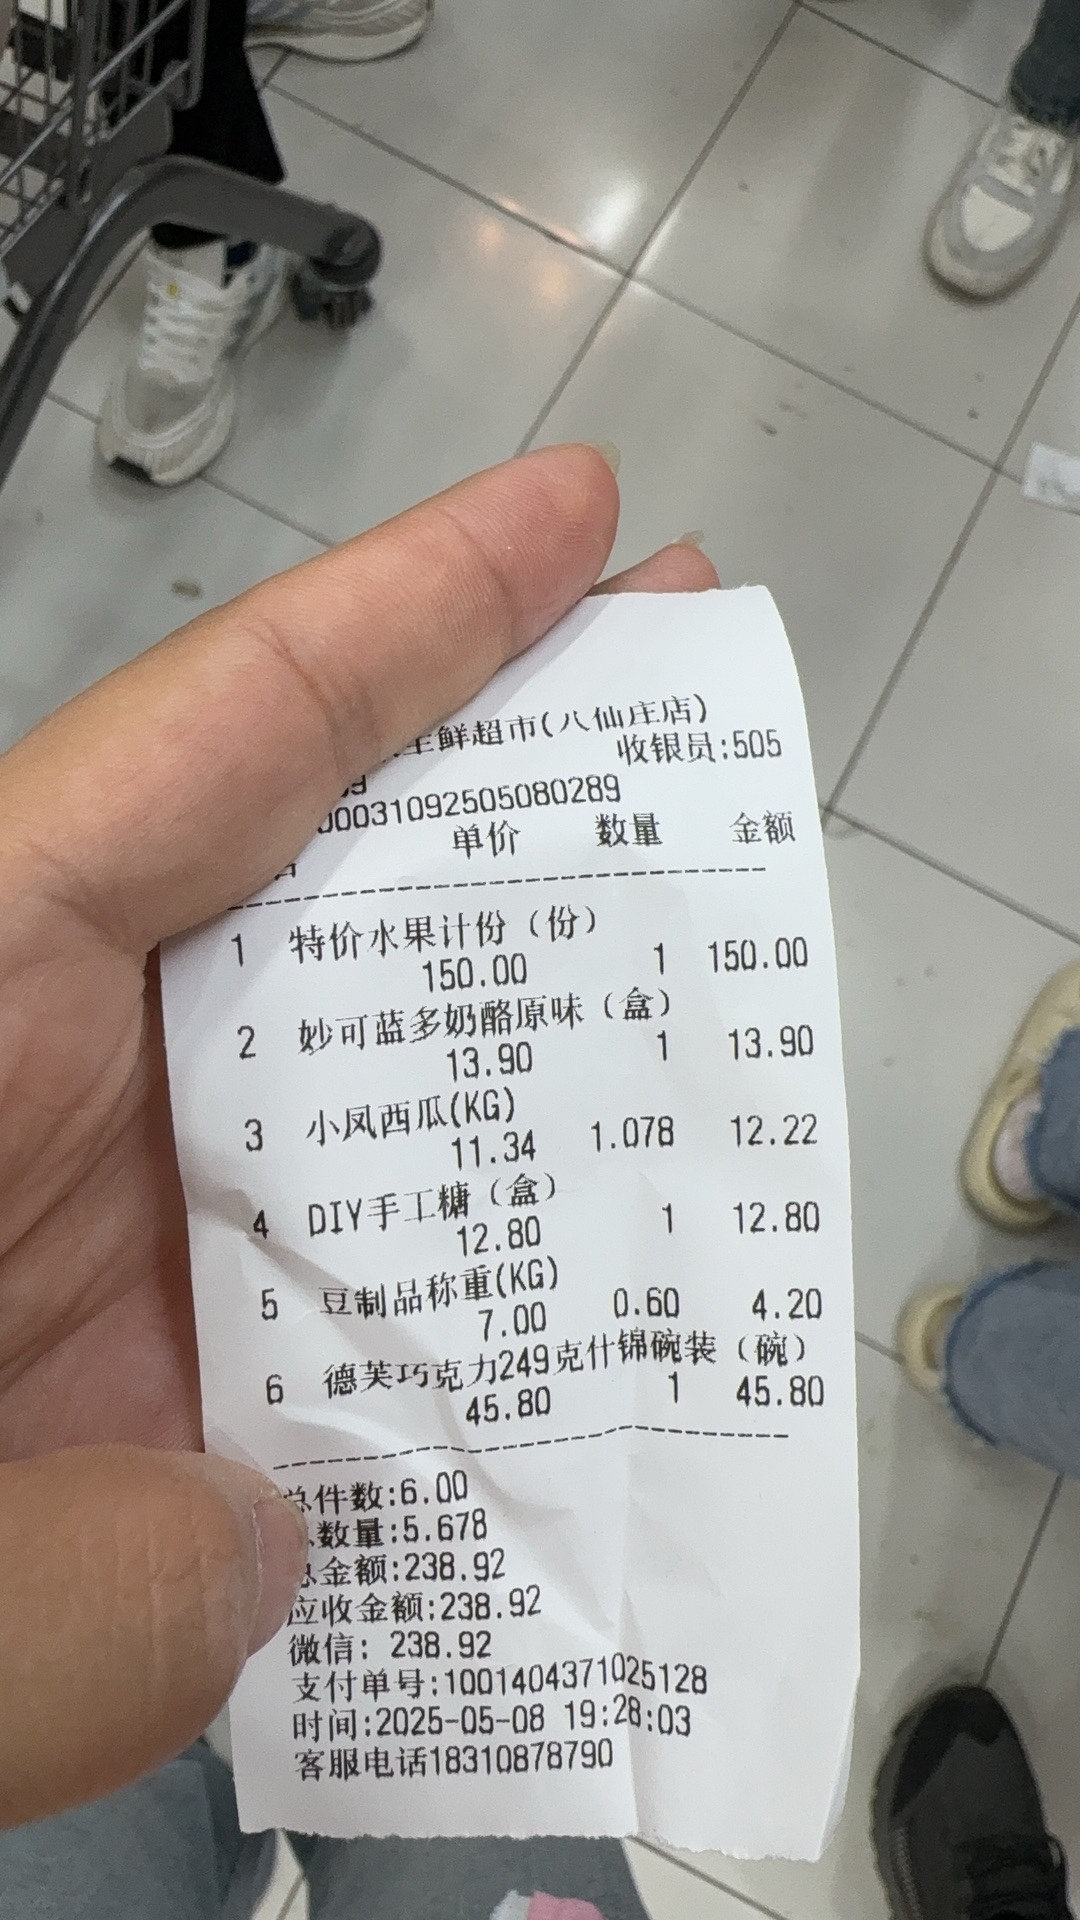 生鲜超市(八仙庄店)
收银员:505
00031092505080289
单价 数量 金额
1 特价水果计份（份）
150.00 1 150.00
2 妙可蓝多奶酪原味（盒）
13.90 1 13.90
3 小凤西瓜(KG)
11.34 1.078 12.22
4 DIY手工糖（盒）
12.80 1 12.80
5 豆制品称重(KG)
7.00 0.60 4.20
6 德芙巧克力249克什锦碗装（碗）
45.80 1 45.80
总件数:6.00
总数量:5.678
总金额:238.92
应收金额:238.92
微信: 238.92
支付单号:1001404371025128
时间:2025-05-08 19:28:03
客服电话18310878790